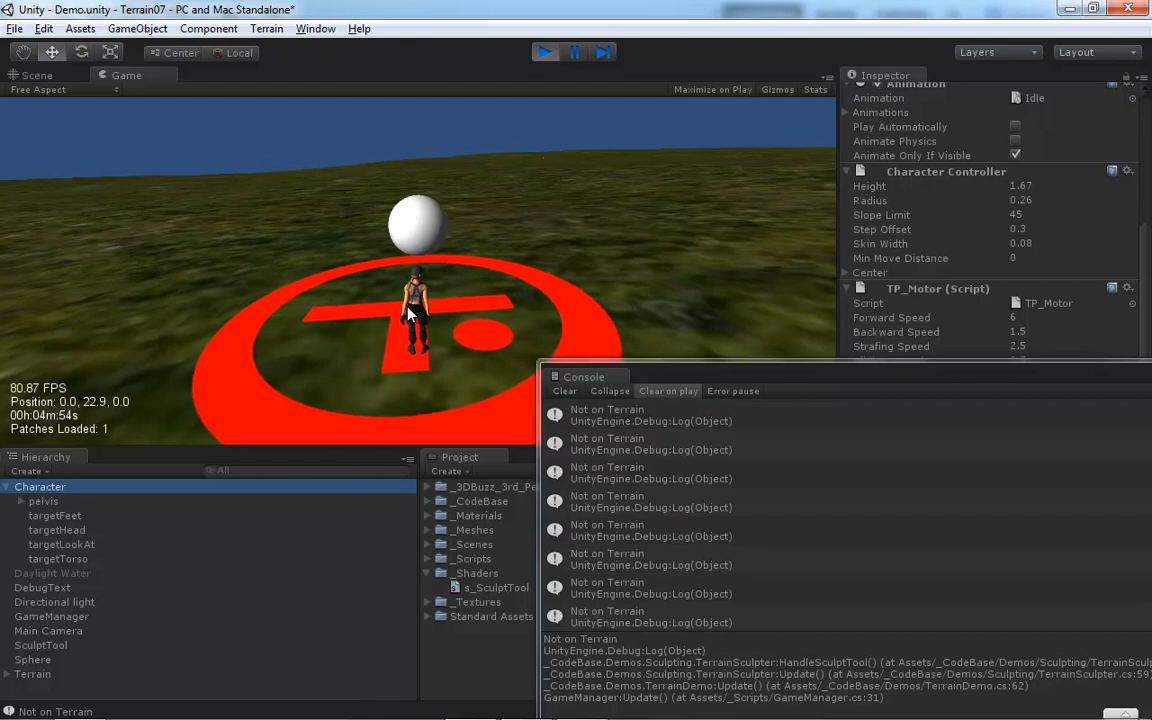 Unity - Demo.unity - Terrain07 - PC and Mac Standalone*
File Edit Assets GameObject Component Terrain Window Help
Center Local Layers Layout
Scene Game Inspector
Free Aspect Maximize on Play Gizmos Stats
Animation
Animation Idle
Animations
Play Automatically
Animate Physics
Animate Only If Visible
Character Controller
Height 1.67
Radius 0.26
Slope Limit 45
Step Offset 0.3
Skin Width 0.08
Min Move Distance 0
Center
TP_Motor (Script)
Script TP_Motor
Forward Speed 6
Backward Speed 1.5
Strafing Speed 2.5
80.87 FPS
Position: 0.0, 22.9, 0.0
00h:04m:54s
Patches Loaded: 1
Hierarchy
Create All
Character
pelvis
targetFeet
targetHead
targetLookAt
targetTorso
Daylight Water
DebugText
Directional light
GameManager
Main Camera
SculptTool
Sphere
Terrain
Project
Create
_3DBuzz_3rd_Pe
_CodeBase
_Materials
_Meshes
_Scenes
_Scripts
_Shaders
s_SculptTool
_Textures
Standard Assets
Console
Clear Collapse Clear on play Error pause
Not on Terrain
UnityEngine.Debug:Log(Object)
Not on Terrain
UnityEngine.Debug:Log(Object)
Not on Terrain
UnityEngine.Debug:Log(Object)
Not on Terrain
UnityEngine.Debug:Log(Object)
Not on Terrain
UnityEngine.Debug:Log(Object)
Not on Terrain
UnityEngine.Debug:Log(Object)
Not on Terrain
UnityEngine.Debug:Log(Object)
Not on Terrain
UnityEngine.Debug:Log(Object)
Not on Terrain
UnityEngine.Debug:Log(Object)
_CodeBase.Demos.Sculpting.TerrainSculpter:HandleSculptTool() (at Assets/_CodeBase/Demos/Sculpting/TerrainSculp
_CodeBase.Demos.Sculpting.TerrainSculpter:Update() (at Assets/_CodeBase/Demos/Sculpting/TerrainSculpter.cs:59)
_CodeBase.Demos.TerrainDemo:Update() (at Assets/_CodeBase/Demos/TerrainDemo.cs:62)
GameManager:Update() (at Assets/_Scripts/GameManager.cs:31)
Not on Terrain